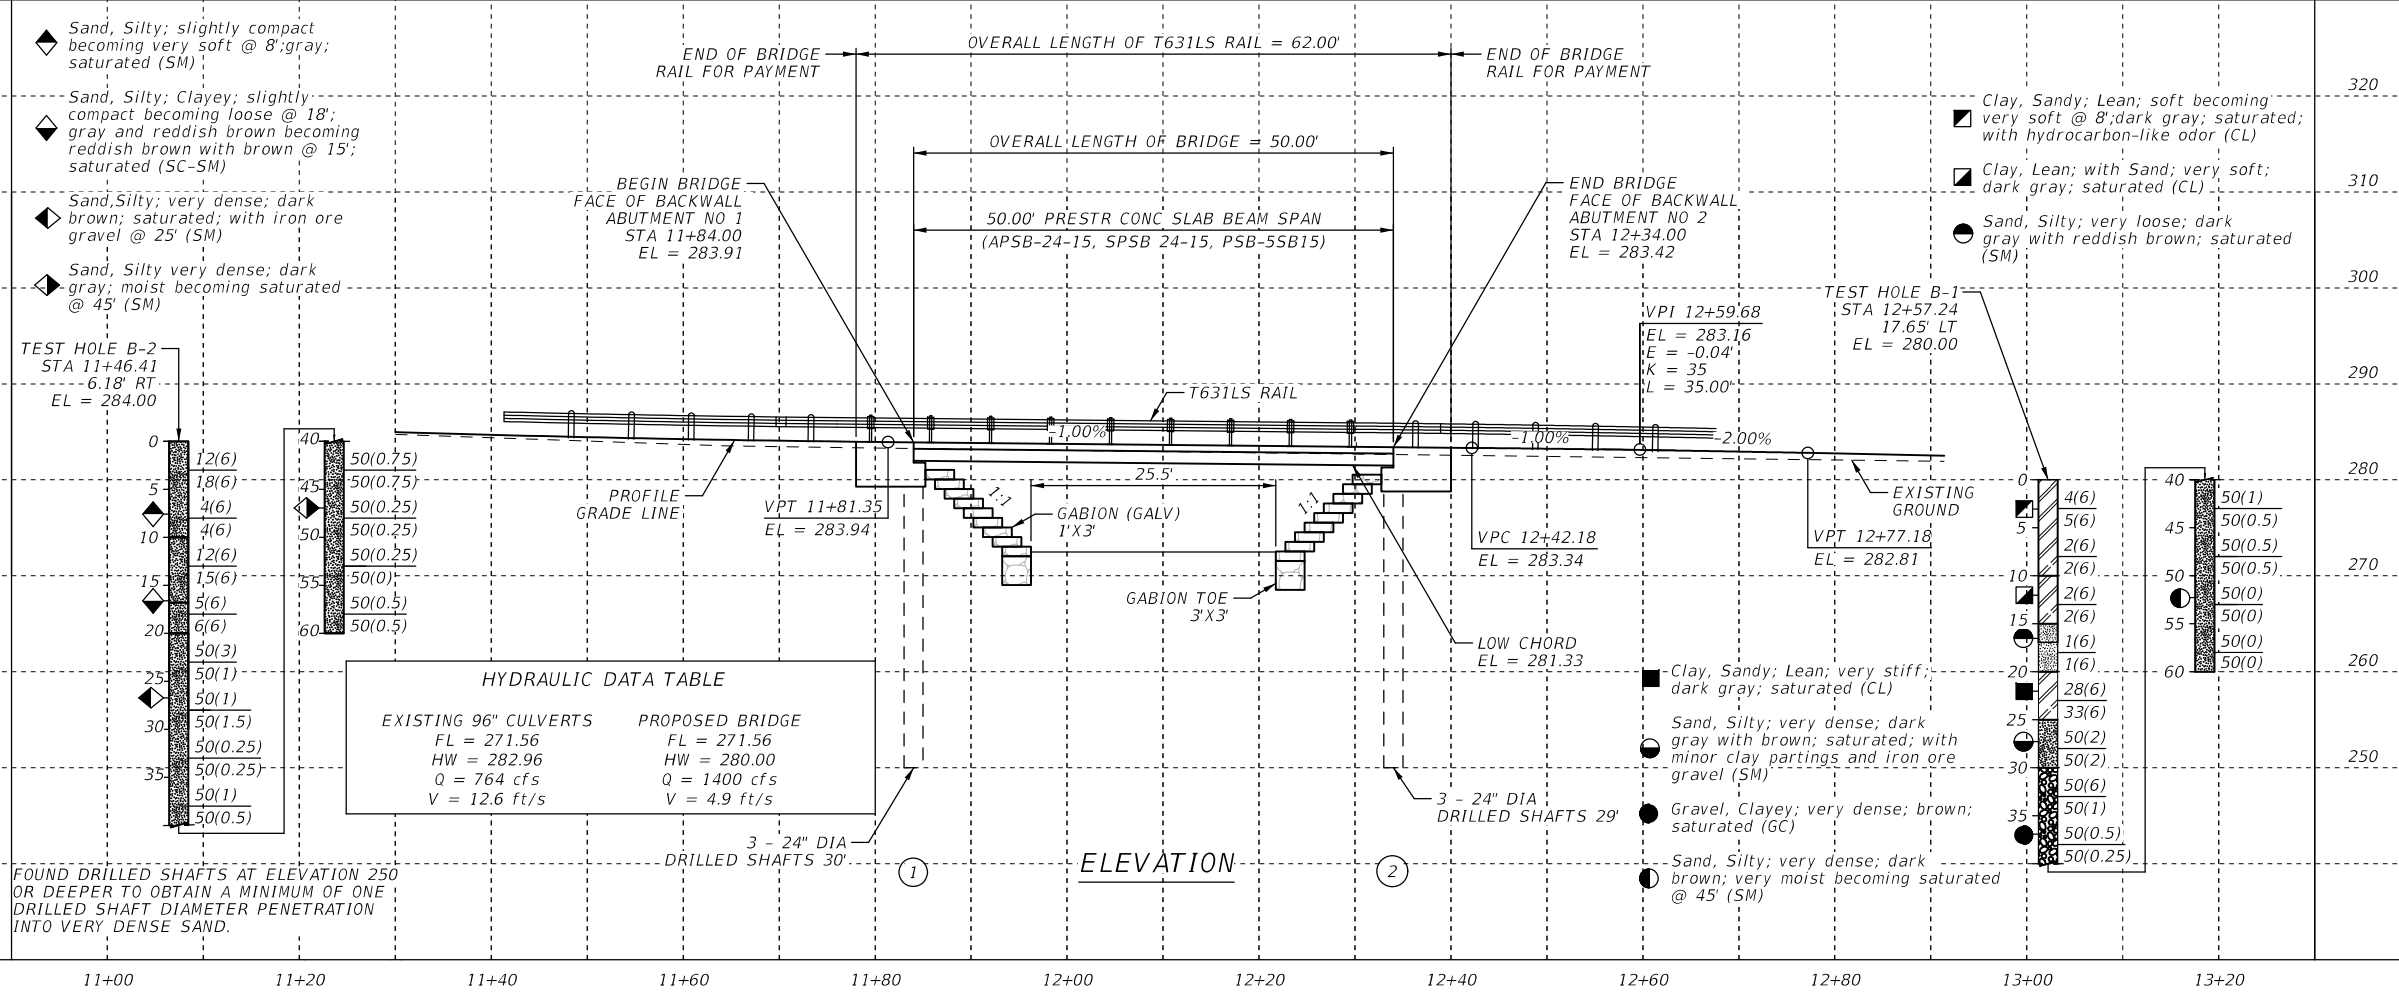 Sand, Silty; slightly compact
becoming very soft @ 8';gray;
saturated (SM)
Sand, Silty; Clayey; slightly
compact becoming loose @ 18';
gray and reddish brown becoming
reddish brown with brown @ 15';
saturated (SC-SM)
Sand,Silty; very dense; dark
brown; saturated; with iron ore
gravel @ 25' (SM)
Sand, Silty very dense; dark
gray; moist becoming saturated
@ 45' (SM)
TEST HOLE B-2
STA 11+46.41
6.18' RT
EL = 284.00
0
5
10
15
20
25
30
35
12(6)
18(6)
4(6)
4(6)
12(6)
15(6)
5(6)
6(6)
50(3)
50(1)
50(1)
50(1.5)
50(0.25)
50(0.25)
50(1)
50(0.5)
40
45
50
55
60
50(0.75)
50(0.75)
50(0.25)
50(0.25)
50(0.25)
50(0)
50(0.5)
50(0.5)
END OF BRIDGE
RAIL FOR PAYMENT
OVERALL LENGTH OF T631LS RAIL = 62.00'
END OF BRIDGE
RAIL FOR PAYMENT
OVERALL LENGTH OF BRIDGE = 50.00'
BEGIN BRIDGE
FACE OF BACKWALL
ABUTMENT NO 1
STA 11+84.00
EL = 283.91
50.00' PRESTR CONC SLAB BEAM SPAN
(APSB-24-15, SPSB 24-15, PSB-5SB15)
END BRIDGE
FACE OF BACKWALL
ABUTMENT NO 2
STA 12+34.00
EL = 283.42
VPI 12+59.68
EL = 283.16
E = -0.04'
K = 35
L = 35.00'
T631LS RAIL
-1.00%
-1.00%
-2.00%
25.5'
1:1
1:1
PROFILE
GRADE LINE
VPT 11+81.35
EL = 283.94
GABION (GALV)
1'X3'
GABION TOE
3'X3'
VPC 12+42.18
EL = 283.34
VPT 12+77.18
EL = 282.81
EXISTING
GROUND
LOW CHORD
EL = 281.33
HYDRAULIC DATA TABLE
EXISTING 96" CULVERTS
FL = 271.56
HW = 282.96
Q = 764 cfs
V = 12.6 ft/s
PROPOSED BRIDGE
FL = 271.56
HW = 280.00
Q = 1400 cfs
V = 4.9 ft/s
3 - 24" DIA
DRILLED SHAFTS 30'
3 - 24" DIA
DRILLED SHAFTS 29'
1
ELEVATION
2
FOUND DRILLED SHAFTS AT ELEVATION 250
OR DEEPER TO OBTAIN A MINIMUM OF ONE
DRILLED SHAFT DIAMETER PENETRATION
INTO VERY DENSE SAND.
Clay, Sandy; Lean; soft becoming
very soft @ 8';dark gray; saturated;
with hydrocarbon-like odor (CL)
Clay, Lean; with Sand; very soft;
dark gray; saturated (CL)
Sand, Silty; very loose; dark
gray with reddish brown; saturated
(SM)
TEST HOLE B-1
STA 12+57.24
17.65' LT
EL = 280.00
0
5
10
15
20
25
30
35
4(6)
5(6)
2(6)
2(6)
2(6)
2(6)
1(6)
1(6)
28(6)
33(6)
50(2)
50(2)
50(6)
50(1)
50(0.5)
50(0.25)
40
45
50
55
60
50(1)
50(0.5)
50(0.5)
50(0.5)
50(0)
50(0)
50(0)
50(0)
Clay, Sandy; Lean; very stiff;
dark gray; saturated (CL)
Sand, Silty; very dense; dark
gray with brown; saturated; with
minor clay partings and iron ore
gravel (SM)
Gravel, Clayey; very dense; brown;
saturated (GC)
Sand, Silty; very dense; dark
brown; very moist becoming saturated
@ 45' (SM)
320
310
300
290
280
270
260
250
11+00
11+20
11+40
11+60
11+80
12+00
12+20
12+40
12+60
12+80
13+00
13+20